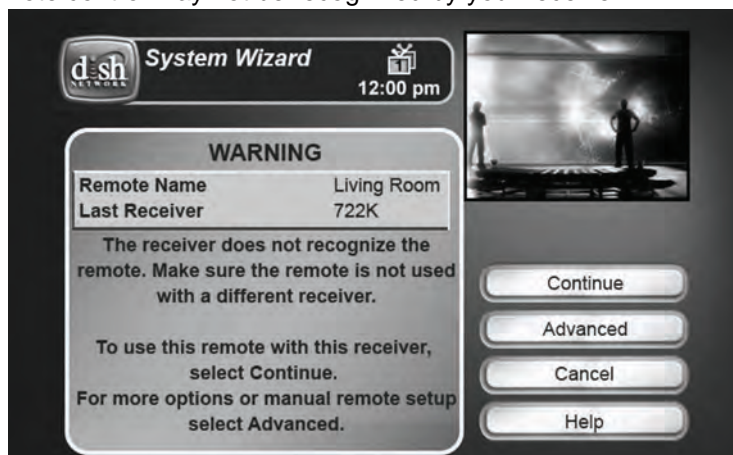 dish
NETWORK
System Wizard
1
12:00 pm
WARNING
Remote Name Living Room
Last Receiver 722K
The receiver does not recognize the
remote. Make sure the remote is not used
with a different receiver.
To use this remote with this receiver,
select Continue.
For more options or manual remote setup
select Advanced.
Continue
Advanced
Cancel
Help